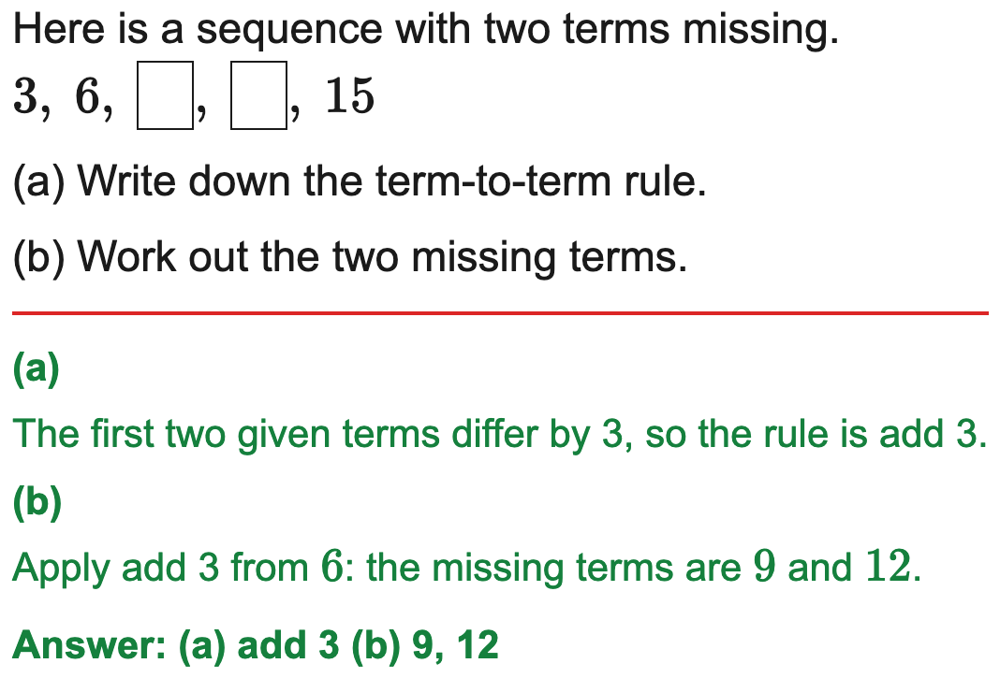 Here is a sequence with two terms missing.
3, 6, □, □, 15
(a) Write down the term-to-term rule.
(b) Work out the two missing terms.
(a)
The first two given terms differ by 3, so the rule is add 3.
(b)
Apply add 3 from 6: the missing terms are 9 and 12.
Answer: (a) add 3 (b) 9, 12